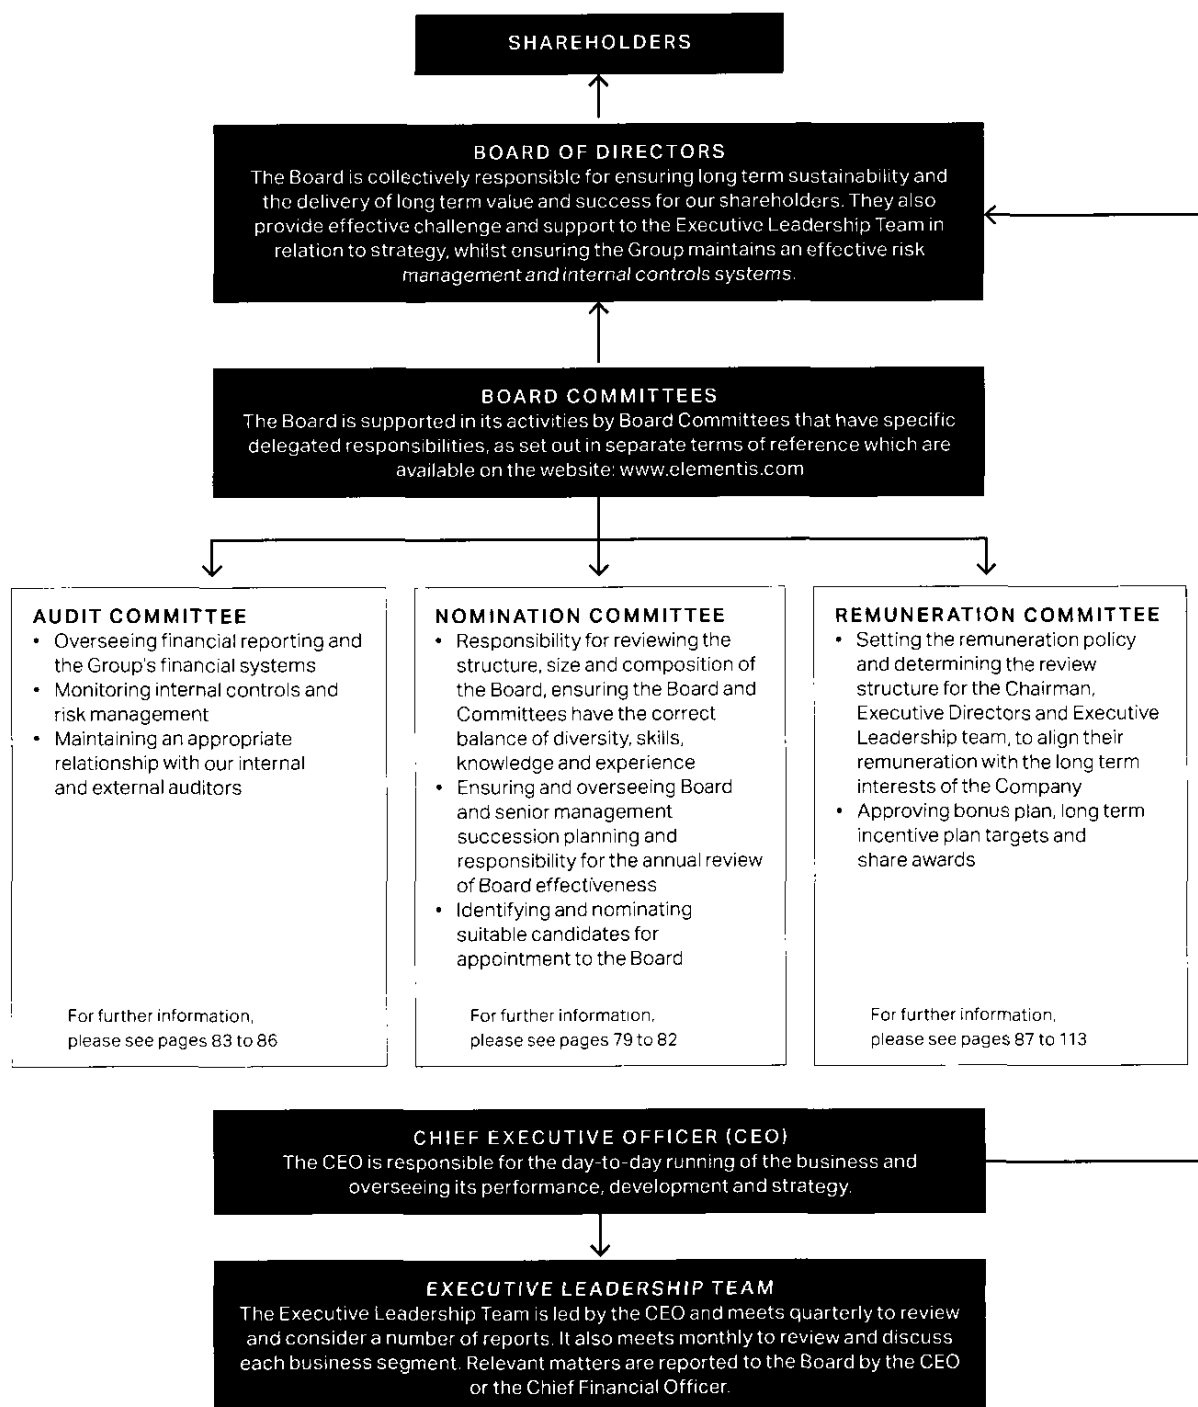 SHAREHOLDERS
BOARD OF DIRECTORS
The Board is collectively responsible for ensuring long term sustainability and
the delivery of long term value and success for our shareholders. They also
provide effective challenge and support to the Executive Leadership Team in
relation to strategy, whilst ensuring the Group maintains an effective risk
management and internal controls systems.
BOARD COMMITTEES
The Board is supported in its activities by Board Committees that have specific
delegated responsibilities, as set out in separate terms of reference which are
available on the website: www.elementis.com
AUDIT COMMITTEE
• Overseeing financial reporting and
the Group's financial systems
• Monitoring internal controls and
risk management
• Maintaining an appropriate
relationship with our internal
and external auditors
For further information,
please see pages 83 to 86
NOMINATION COMMITTEE
• Responsibility for reviewing the
structure, size and composition of
the Board, ensuring the Board and
Committees have the correct
balance of diversity, skills,
knowledge and experience
• Ensuring and overseeing Board
and senior management
succession planning and
responsibility for the annual review
of Board effectiveness
• Identifying and nominating
suitable candidates for
appointment to the Board
For further information,
please see pages 79 to 82
REMUNERATION COMMITTEE
• Setting the remuneration policy
and determining the review
structure for the Chairman,
Executive Directors and Executive
Leadership team, to align their
remuneration with the long term
interests of the Company
• Approving bonus plan, long term
incentive plan targets and
share awards
For further information,
please see pages 87 to 113
CHIEF EXECUTIVE OFFICER (CEO)
The CEO is responsible for the day-to-day running of the business and
overseeing its performance, development and strategy.
EXECUTIVE LEADERSHIP TEAM
The Executive Leadership Team is led by the CEO and meets quarterly to review
and consider a number of reports. It also meets monthly to review and discuss
each business segment. Relevant matters are reported to the Board by the CEO
or the Chief Financial Officer.